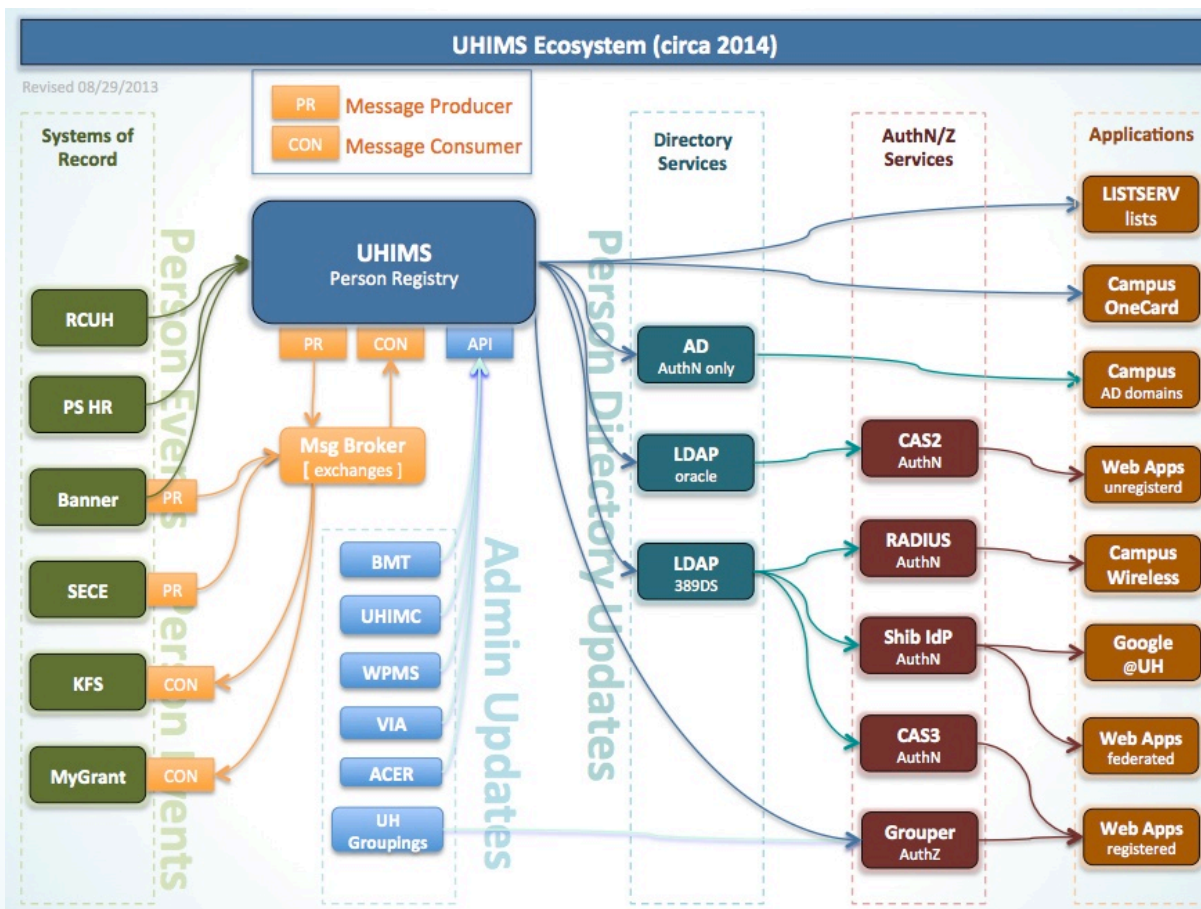 UHIMS Ecosystem (circa 2014)
Revised 08/29/2013
PR Message Producer
CON Message Consumer
Systems of
Record
RCUH
PS HR
Banner
PR
SECE
PR
KFS
CON
MyGrant
CON
Person Events
Person Events
UHIMS
Person Registry
PR
CON
API
Msg Broker
[ exchanges ]
BMT
UHIMC
WPMS
VIA
ACER
UH
Groupings
Admin Updates
Person Directory Updates
Directory
Services
AD
AuthN only
LDAP
oracle
LDAP
389DS
AuthN/Z
Services
CAS2
AuthN
RADIUS
AuthN
Shib IdP
AuthN
CAS3
AuthN
Grouper
AuthZ
Applications
LISTSERV
lists
Campus
OneCard
Campus
AD domains
Web Apps
unregisterd
Campus
Wireless
Google
@UH
Web Apps
federated
Web Apps
registered